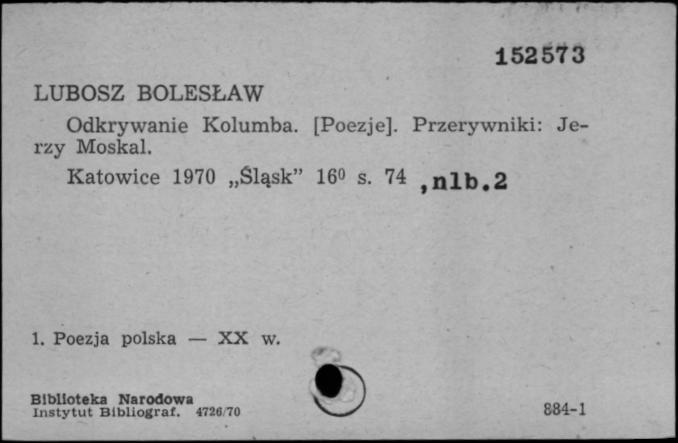 152573
LUBOSZ BOLESŁAW
Odkrywanie Kolumba. [Poezje]. Przerywniki: Je-
rzy Moskal.
Katowice 1970 „Śląsk” 16⁰ s. 74 ,nlb.2
1. Poezja polska — XX w.
Biblioteka Narodowa
Instytut Bibliograf. 4726/70
884-1